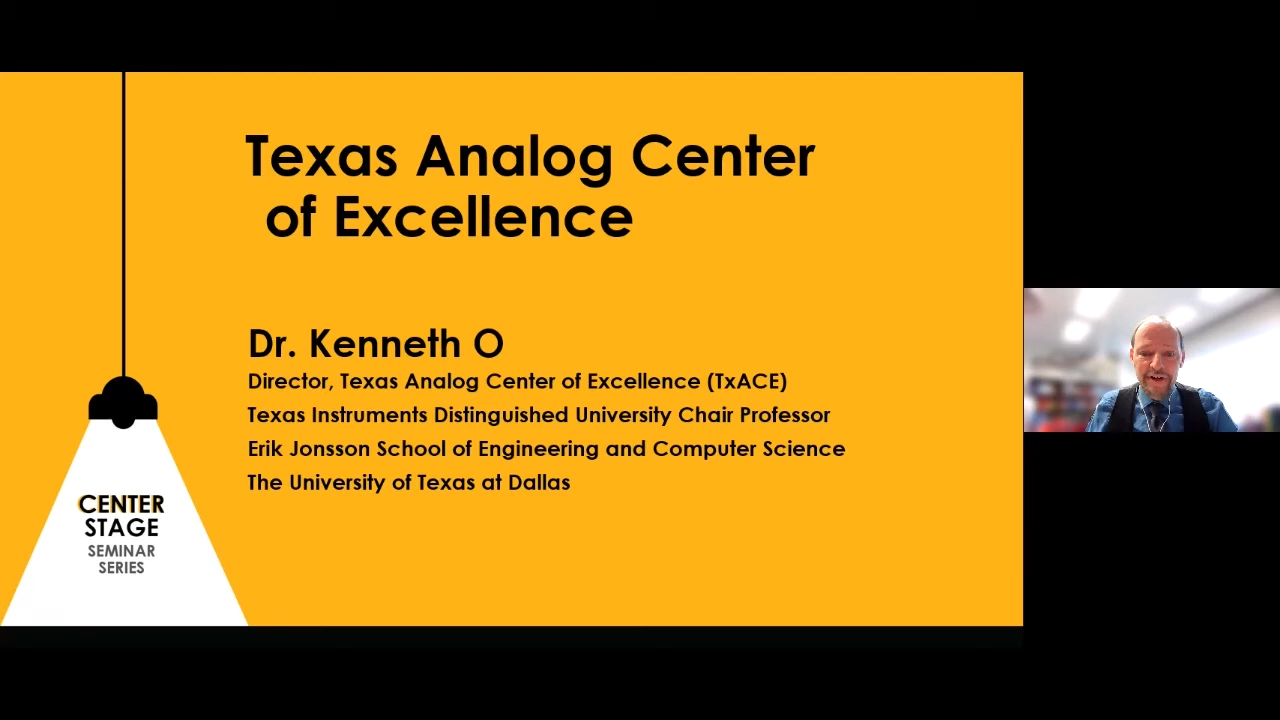 Texas Analog Center
of Excellence
Dr. Kenneth O
Director, Texas Analog Center of Excellence (TxACE)
Texas Instruments Distinguished University Chair Professor
Erik Jonsson School of Engineering and Computer Science
The University of Texas at Dallas
CENTER
STAGE
SEMINAR
SERIES